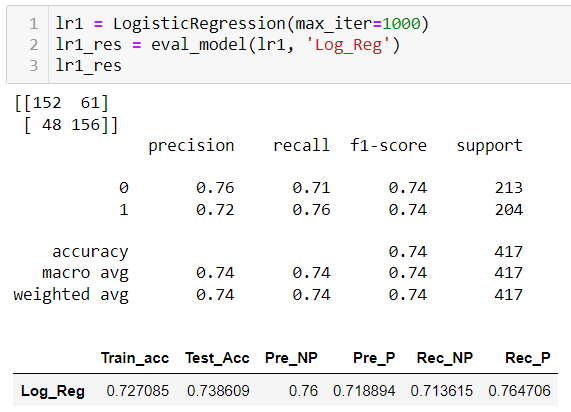 1 lr1 = LogisticRegression(max_iter=1000)
2 lr1_res = eval_model(lr1, 'Log_Reg')
3 lr1_res
[[152  61]
 [ 48 156]]
precision recall f1-score support
0 0.76 0.71 0.74 213
1 0.72 0.76 0.74 204
accuracy 0.74 417
macro avg 0.74 0.74 0.74 417
weighted avg 0.74 0.74 0.74 417
Train_acc Test_Acc Pre_NP Pre_P Rec_NP Rec_P
Log_Reg 0.727085 0.738609 0.76 0.718894 0.713615 0.764706